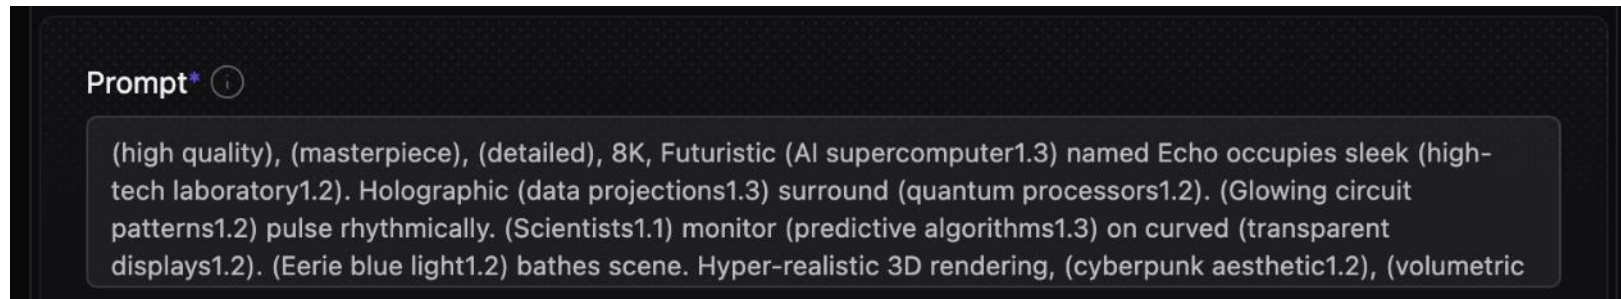 Prompt*
(high quality), (masterpiece), (detailed), 8K, Futuristic (AI supercomputer1.3) named Echo occupies sleek (high-
tech laboratory1.2). Holographic (data projections1.3) surround (quantum processors1.2). (Glowing circuit
patterns1.2) pulse rhythmically. (Scientists1.1) monitor (predictive algorithms1.3) on curved (transparent
displays1.2). (Eerie blue light1.2) bathes scene. Hyper-realistic 3D rendering, (cyberpunk aesthetic1.2), (volumetric